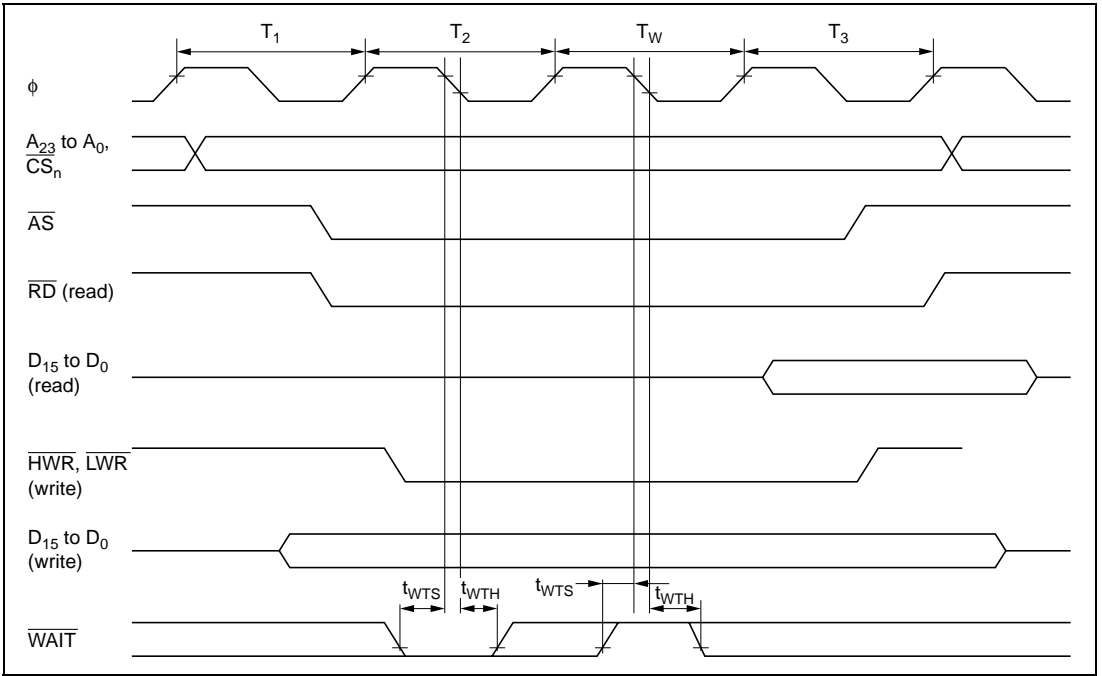 T1 T2 TW T3
ϕ
A23 to A0,
CSn
AS
RD (read)
D15 to D0
(read)
HWR, LWR
(write)
D15 to D0
(write)
tWTS tWTH tWTS tWTH
WAIT